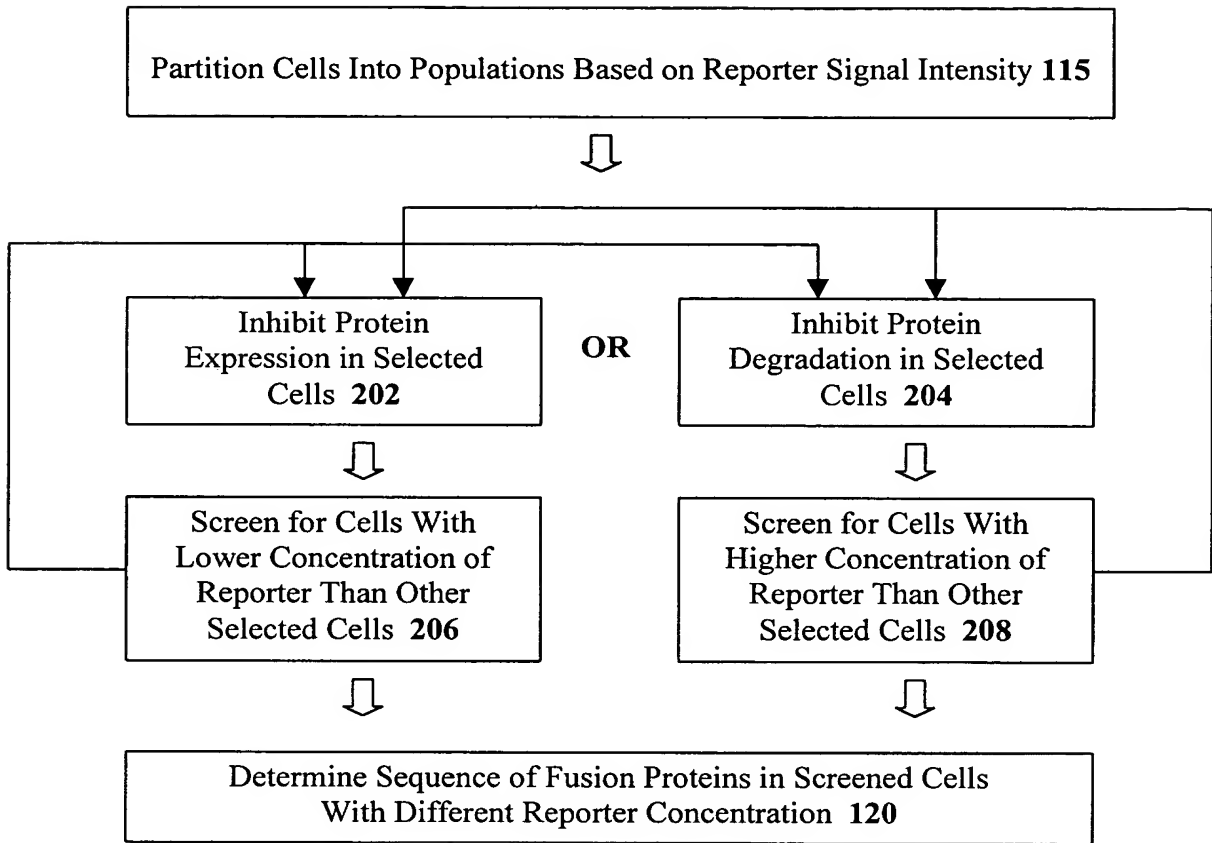 Partition Cells Into Populations Based on Reporter Signal Intensity 115
Inhibit Protein
Expression in Selected
Cells 202
OR
Inhibit Protein
Degradation in Selected
Cells 204
Screen for Cells With
Lower Concentration of
Reporter Than Other
Selected Cells 206
Screen for Cells With
Higher Concentration of
Reporter Than Other
Selected Cells 208
Determine Sequence of Fusion Proteins in Screened Cells
With Different Reporter Concentration 120